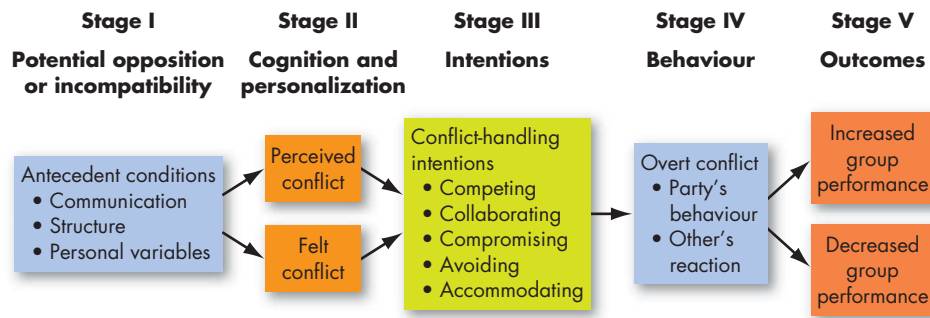 Stage I
Potential opposition
or incompatibility
Stage II
Cognition and
personalization
Stage III
Intentions
Stage IV
Behaviour
Stage V
Outcomes
Antecedent conditions
• Communication
• Structure
• Personal variables
Perceived
conflict
Felt
conflict
Conflict-handling
intentions
• Competing
• Collaborating
• Compromising
• Avoiding
• Accommodating
Overt conflict
• Party's
behaviour
• Other's
reaction
Increased
group
performance
Decreased
group
performance